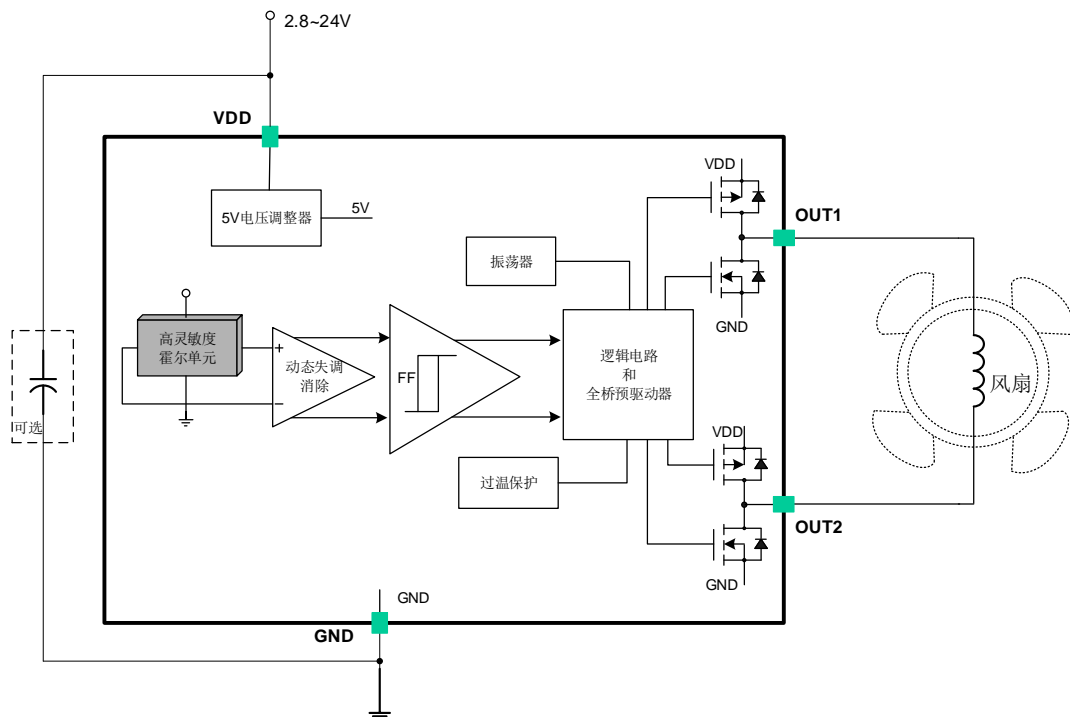 2.8~24V
VDD
5V电压调整器
5V
VDD
OUT1
GND
振荡器
高灵敏度
霍尔单元
+
−
动态失调
消除
FF
逻辑电路
和
全桥预驱动器
风扇
可选
过温保护
VDD
OUT2
GND
GND
GND